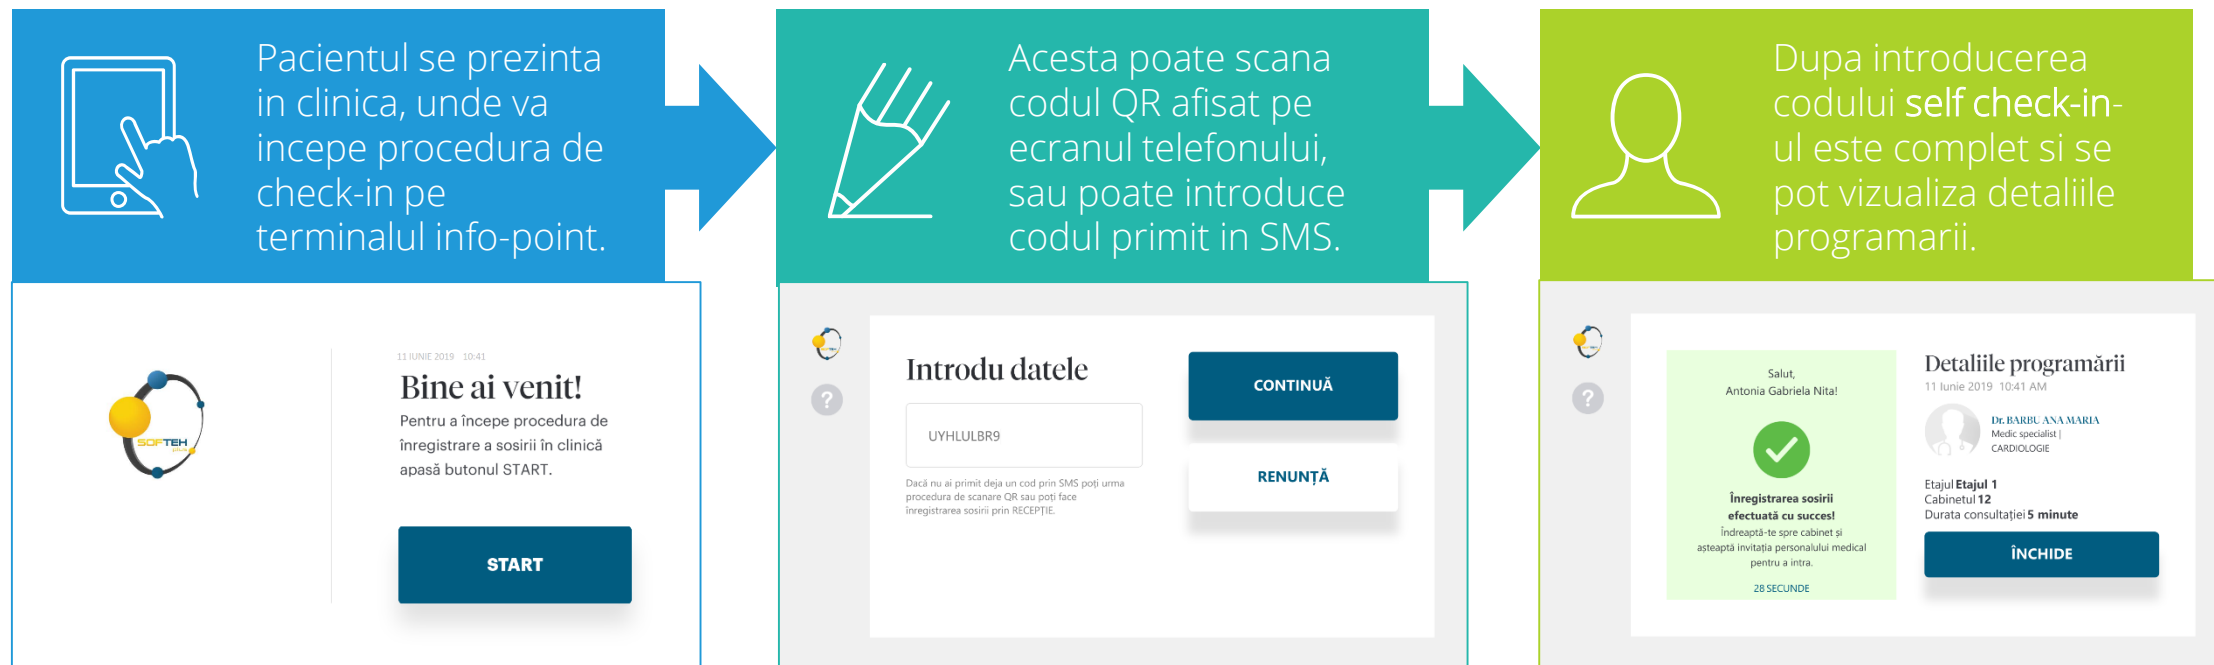 Pacientul se prezinta
in clinica, unde va
incepe procedura de
check-in pe
terminalul info-point.
Acesta poate scana
codul QR afisat pe
ecranul telefonului,
sau poate introduce
codul primit in SMS.
Dupa introducerea
codului self check-in-
ul este complet si se
pot vizualiza detaliile
programarii.
SOFTEH
plus
11 IUNIE 2019 10:41
Bine ai venit!
Pentru a începe procedura de
înregistrare a sosirii în clinică
apasă butonul START.
START
?
Introdu datele
UYHLULBR9
Dacă nu ai primit deja un cod prin SMS poți urma
procedura de scanare QR sau poți face
înregistrarea sosirii prin RECEPȚIE.
CONTINUĂ
RENUNȚĂ
?
Salut,
Antonia Gabriela Nita!
Înregistrarea sosirii
efectuată cu succes!
Îndreaptă-te spre cabinet și
așteaptă invitația personalului medical
pentru a intra.
28 SECUNDE
Detaliile programării
11 Iunie 2019 10:41 AM
Dr. BARBU ANA MARIA
Medic specialist |
CARDIOLOGIE
Etajul Etajul 1
Cabinetul 12
Durata consultației 5 minute
ÎNCHIDE